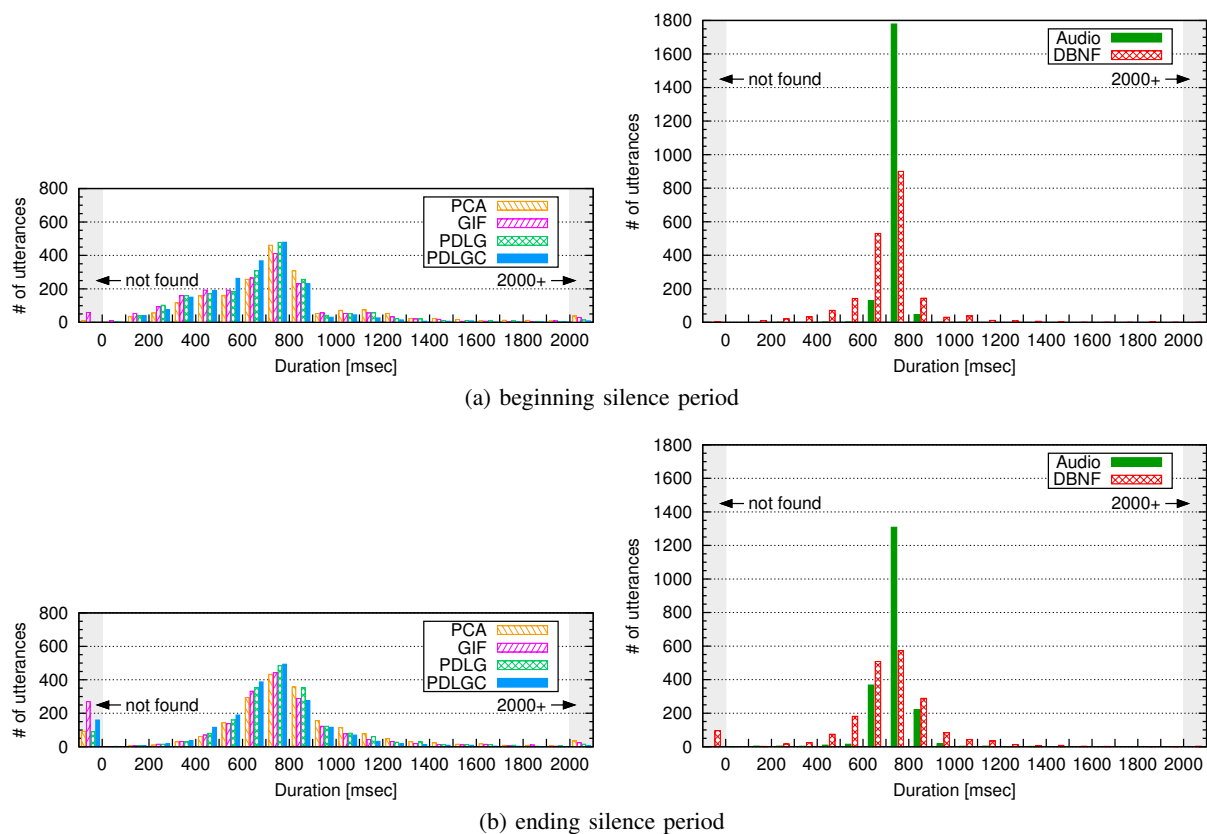 800
600
400
200
0
# of utterances
PCA
GIF
PDLG
PDLGC
not found
2000+
0 200 400 600 800 1000 1200 1400 1600 1800 2000
Duration [msec]
1800
1600
1400
1200
1000
800
600
400
200
0
# of utterances
Audio
DBNF
not found
2000+
0 200 400 600 800 1000 1200 1400 1600 1800 2000
Duration [msec]
(a) beginning silence period
800
600
400
200
0
# of utterances
PCA
GIF
PDLG
PDLGC
not found
2000+
0 200 400 600 800 1000 1200 1400 1600 1800 2000
Duration [msec]
1800
1600
1400
1200
1000
800
600
400
200
0
# of utterances
Audio
DBNF
not found
2000+
0 200 400 600 800 1000 1200 1400 1600 1800 2000
Duration [msec]
(b) ending silence period